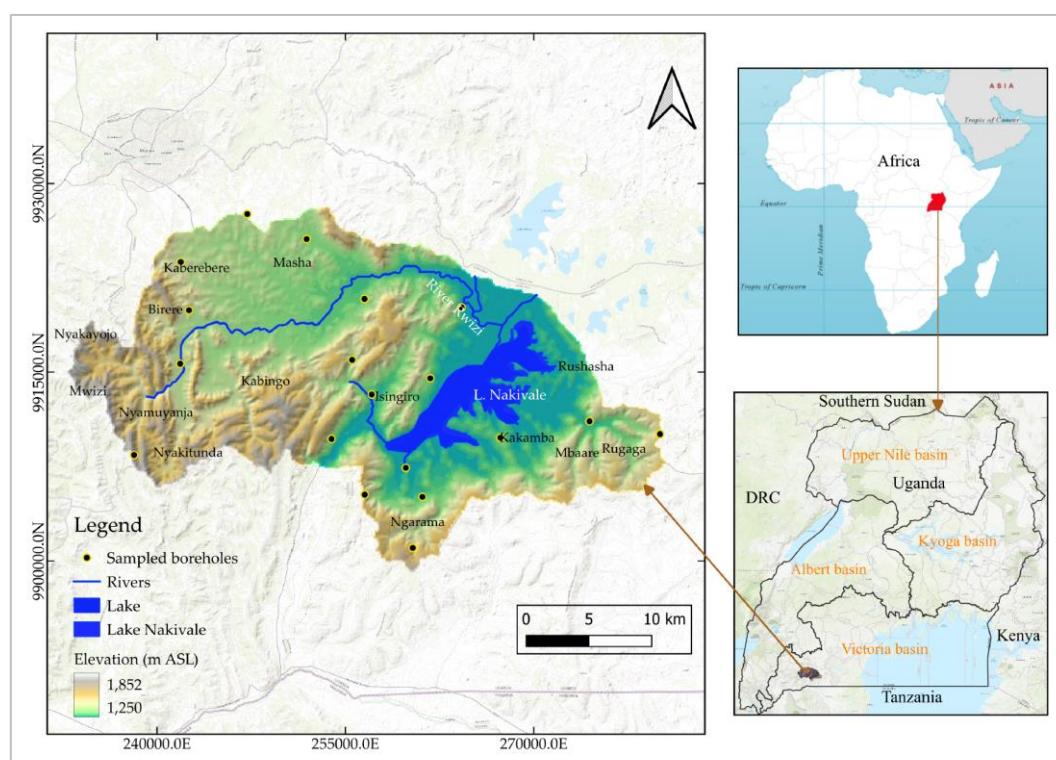 9930000.0N
9915000.0N
9900000.0N
Kaberebere
Masha
Birere
River Rwizi
Nyakayojo
Mwizi
Kabingo
Isingiro
Rushasha
L. Nakivale
Nyamuyanja
Nyakitunda
Kakamba
Mbaare
Rugaga
Ngarama
Legend
Sampled boreholes
Rivers
Lake
Lake Nakivale
Elevation (m ASL)
1,852
1,250
0 5 10 km
240000.0E 255000.0E 270000.0E
ASIA
Tropic of Cancer
Africa
Equator
Prime Meridian
Tropic of Capricorn
Southern Sudan
Upper Nile basin
Uganda
DRC
Kyoga basin
Albert basin
Kenya
Victoria basin
Tanzania